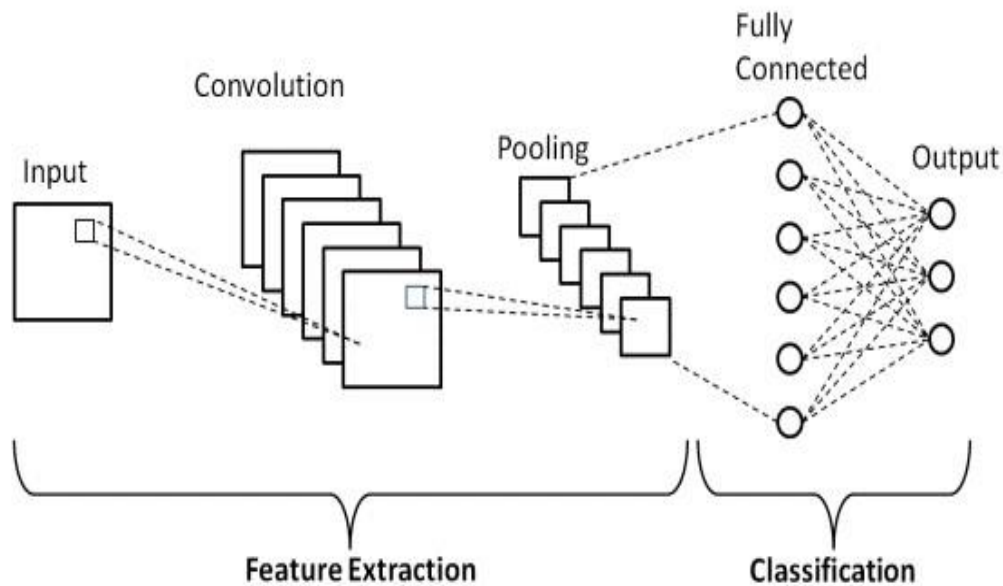 Fully
Connected
Convolution
Pooling
Output
Input
Feature Extraction
Classification